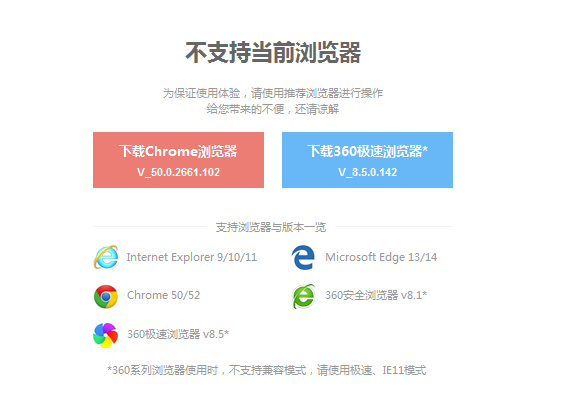 不支持当前浏览器
为保证使用体验，请使用推荐浏览器进行操作
给您带来的不便，还请谅解
下载Chrome浏览器
V_50.0.2661.102
下载360极速浏览器*
V_8.5.0.142
支持浏览器与版本一览
Internet Explorer 9/10/11
Microsoft Edge 13/14
Chrome 50/52
360安全浏览器 v8.1*
360极速浏览器 v8.5*
*360系列浏览器使用时，不支持兼容模式，请使用极速、IE11模式